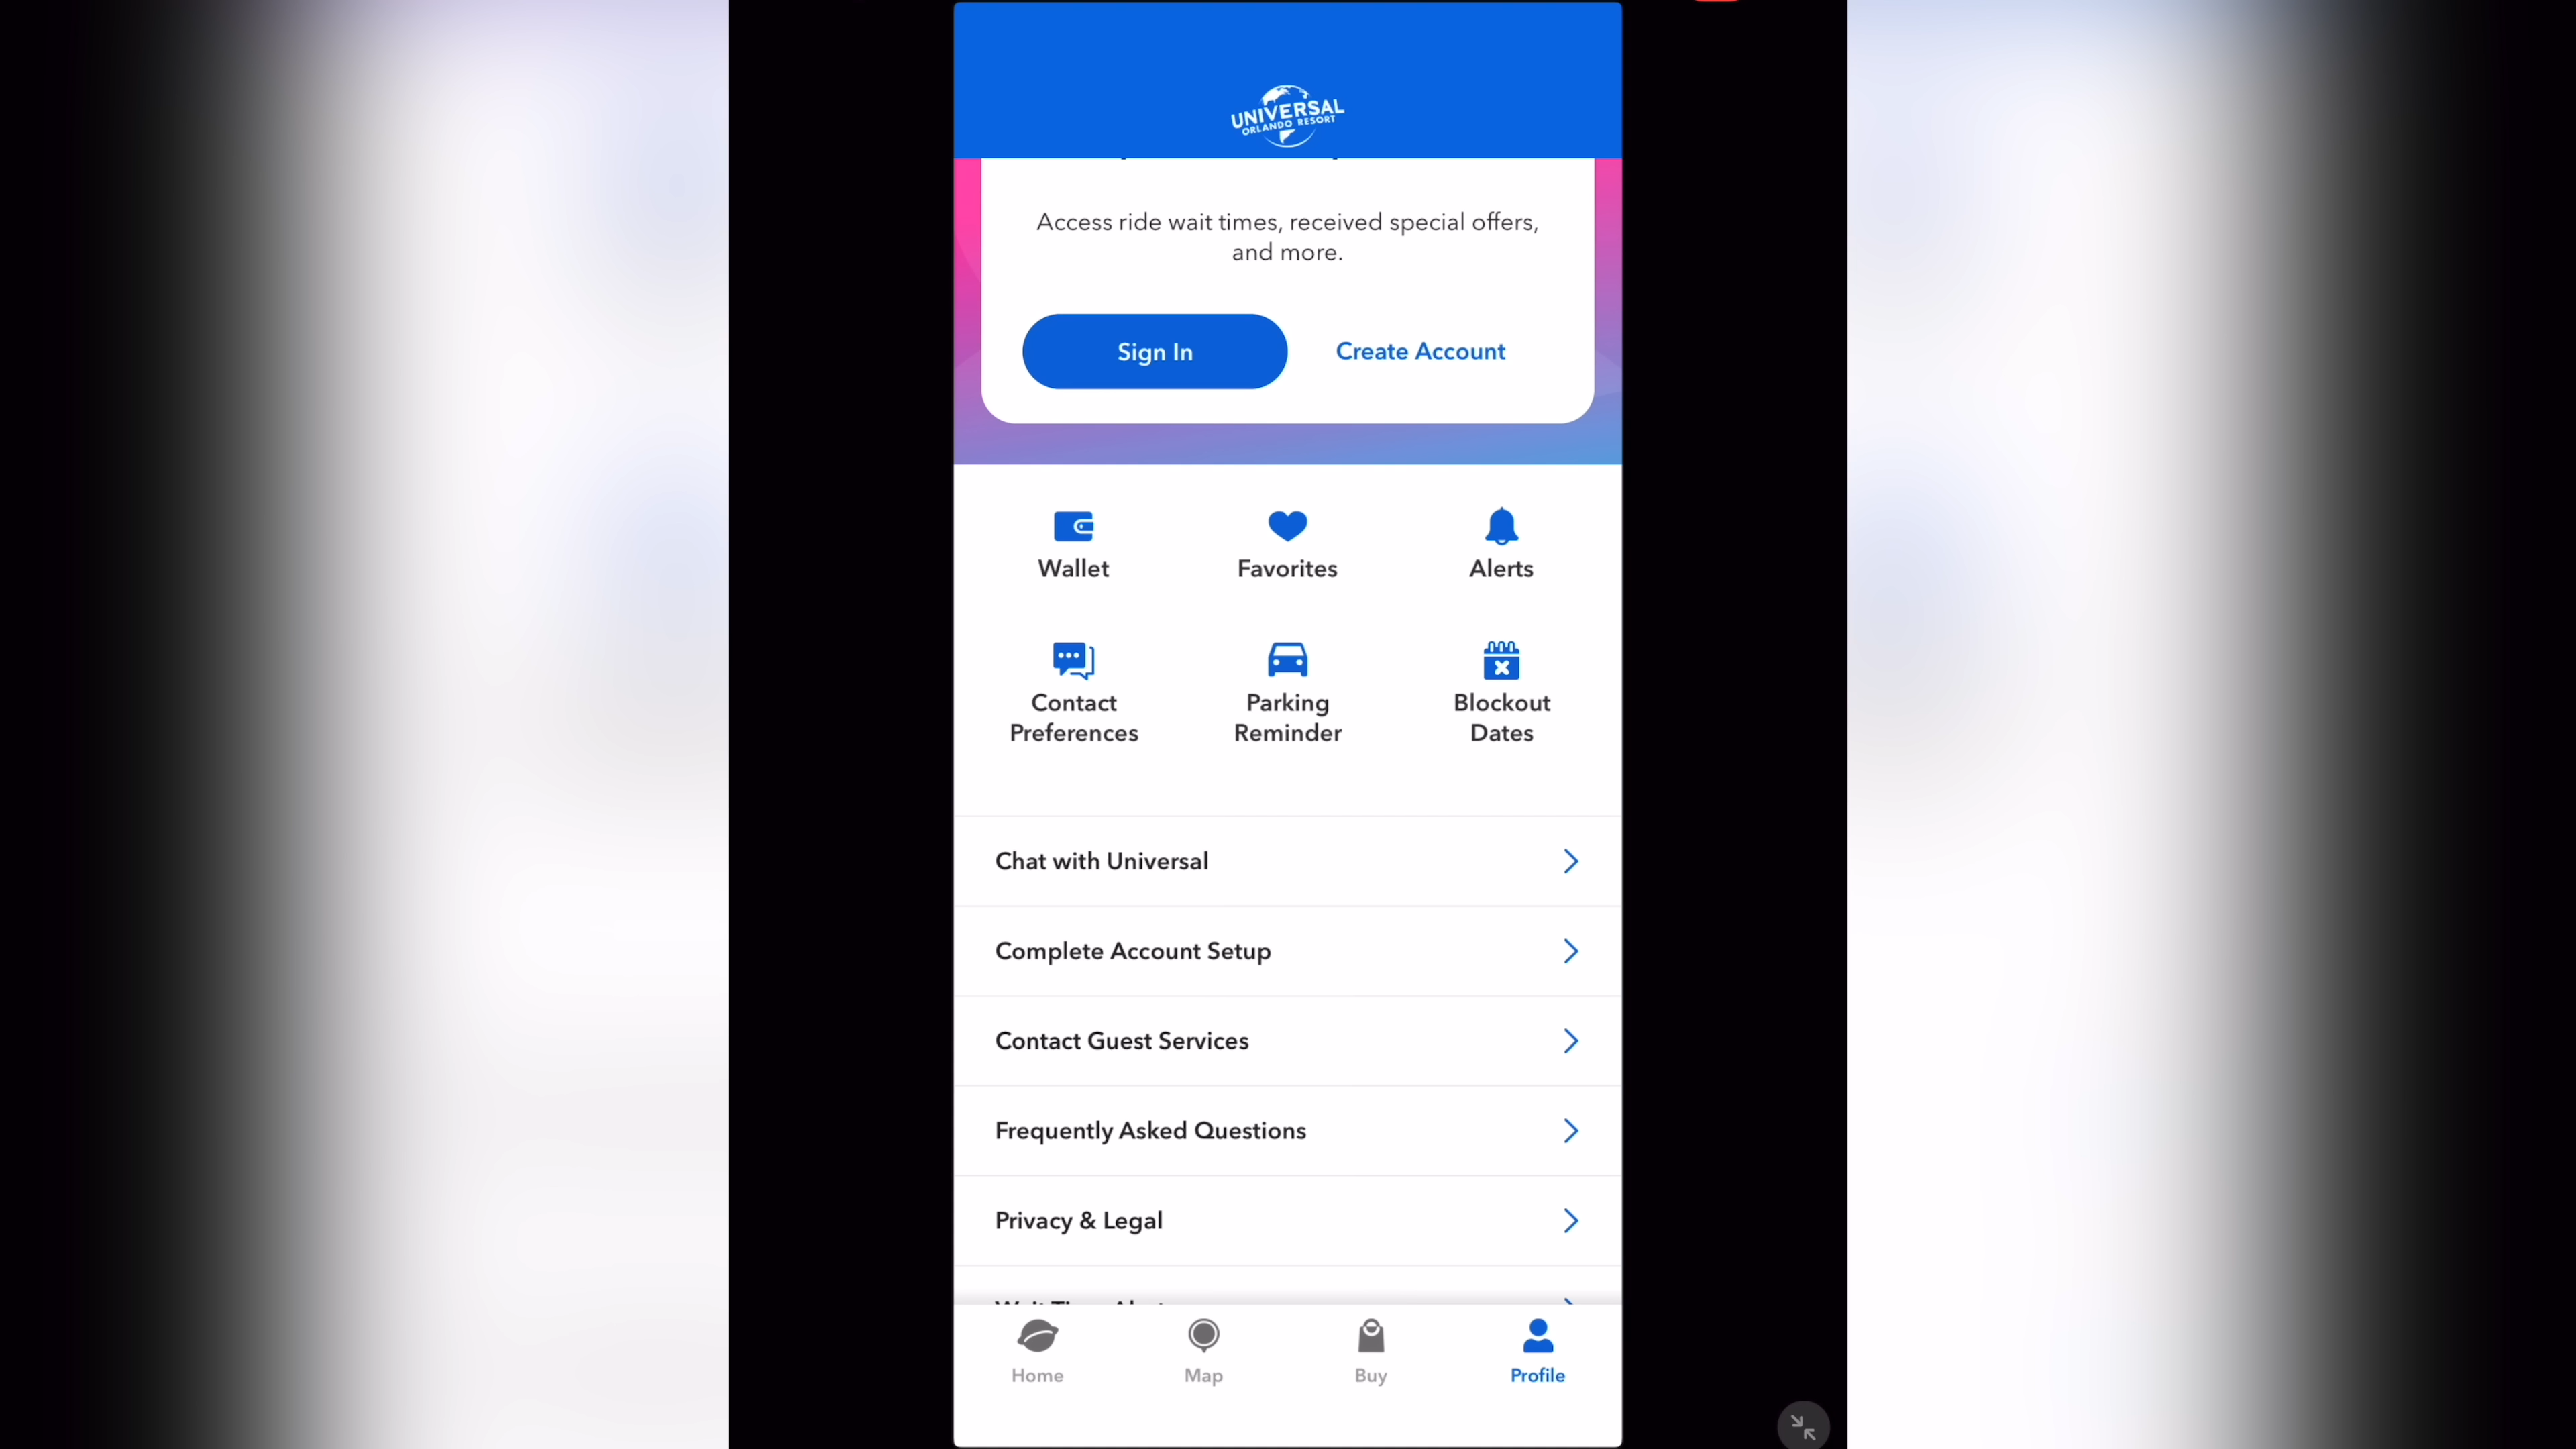 UNIVERSAL
ORLANDO RESORT
Access ride wait times, received special offers,
and more.
Sign In
Create Account
Wallet
Favorites
Alerts
Contact
Preferences
Parking
Reminder
Blockout
Dates
Chat with Universal
Complete Account Setup
Contact Guest Services
Frequently Asked Questions
Privacy & Legal
Home
Map
Buy
Profile